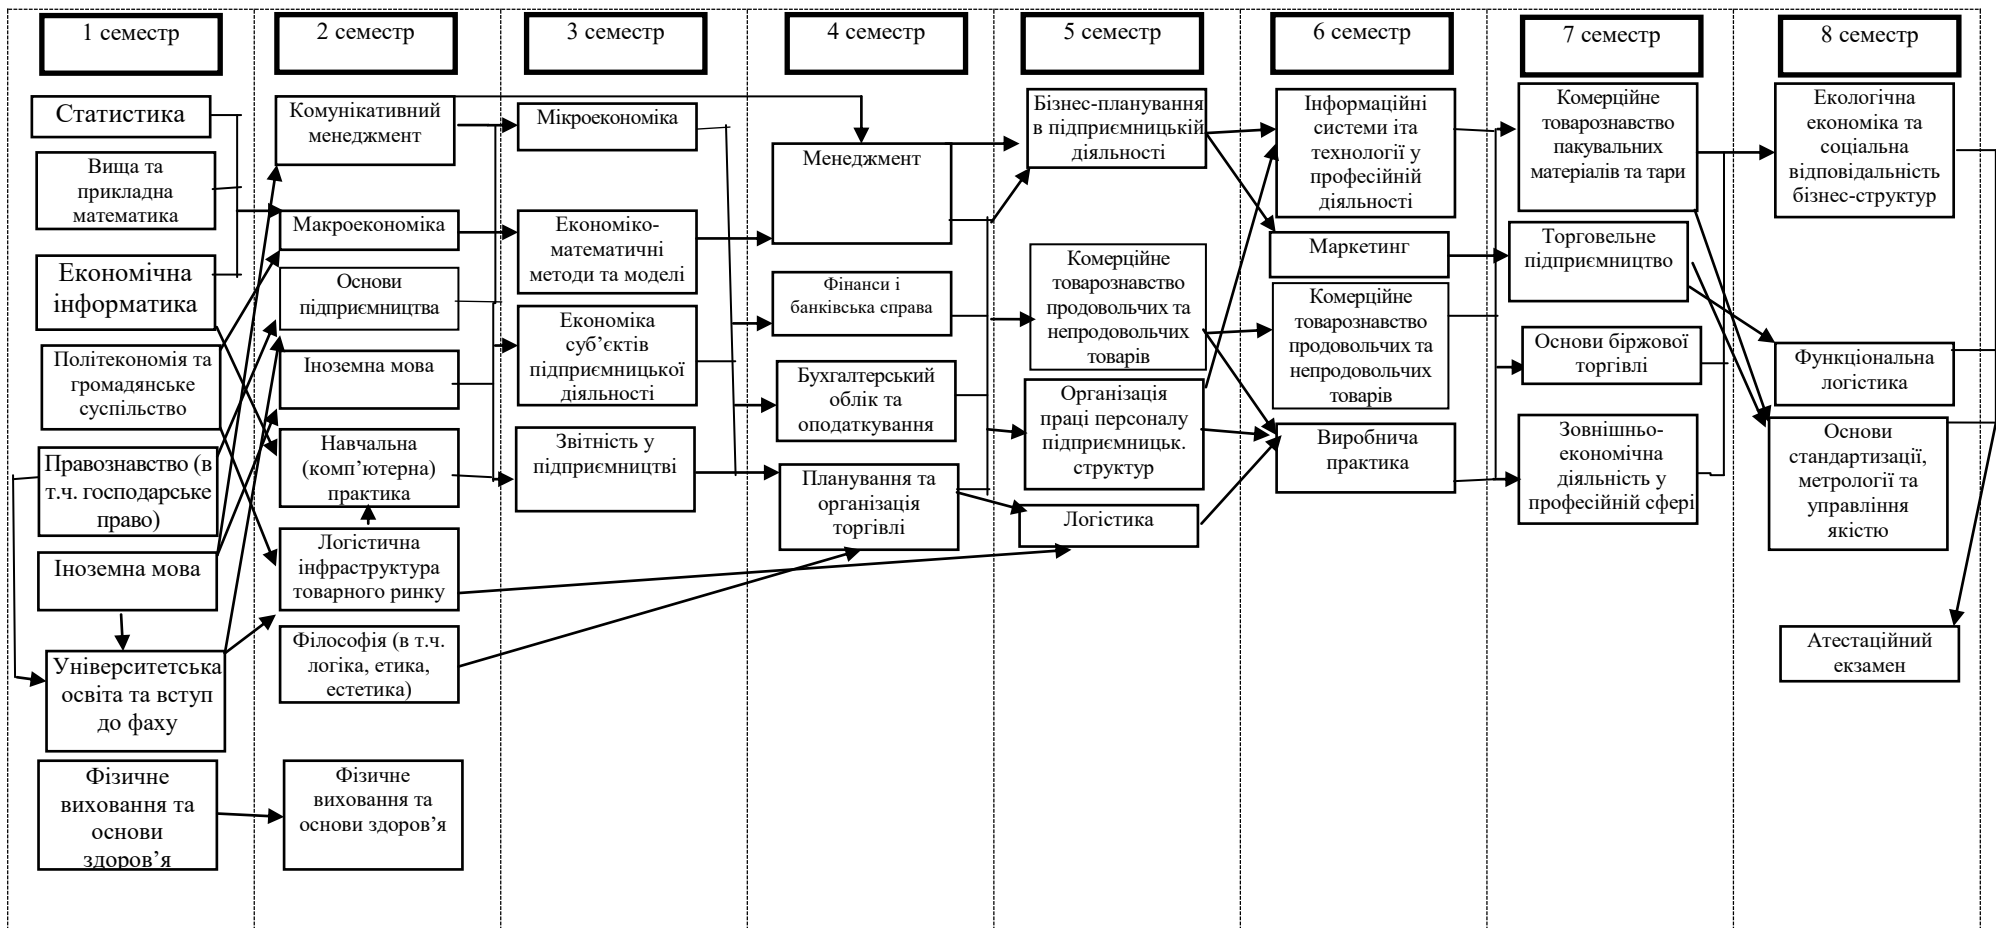 1 семестр
2 семестр
3 семестр
4 семестр
5 семестр
6 семестр
7 семестр
8 семестр
Статистика
Вища та
прикладна
математика
Економічна
інформатика
Політекономія та
громадянське
суспільство
Правознавство (в
т.ч. господарське
право)
Іноземна мова
Університетська
освіта та вступ
до фаху
Фізичне
виховання та
основи
здоров’я
Комунікативний
менеджмент
Макроекономіка
Основи
підприємництва
Іноземна мова
Навчальна
(комп’ютерна)
практика
Логістична
інфраструктура
товарного ринку
Філософія (в т.ч.
логіка, етика,
естетика)
Фізичне
виховання та
основи здоров’я
Мікроекономіка
Економіко-
математичні
методи та моделі
Економіка
суб’єктів
підприємницької
діяльності
Звітність у
підприємництві
Менеджмент
Фінанси і
банківська справа
Бухгалтерський
облік та
оподаткування
Планування та
організація
торгівлі
Бізнес-планування
в підприємницькій
діяльності
Комерційне
товарознавство
продовольчих та
непродовольчих
товарів
Організація
праці персоналу
підприємницьк.
структур
Логістика
Інформаційні
системи іта
технології у
професійній
діяльності
Маркетинг
Комерційне
товарознавство
продовольчих та
непродовольчих
товарів
Виробнича
практика
Комерційне
товарознавство
пакувальних
матеріалів та тари
Торговельне
підприємництво
Основи біржової
торгівлі
Зовнішньо-
економічна
діяльність у
професійній сфері
Екологічна
економіка та
соціальна
відповідальність
бізнес-структур
Функціональна
логістика
Основи
стандартизації,
метрології та
управління
якістю
Атестаційний
екзамен